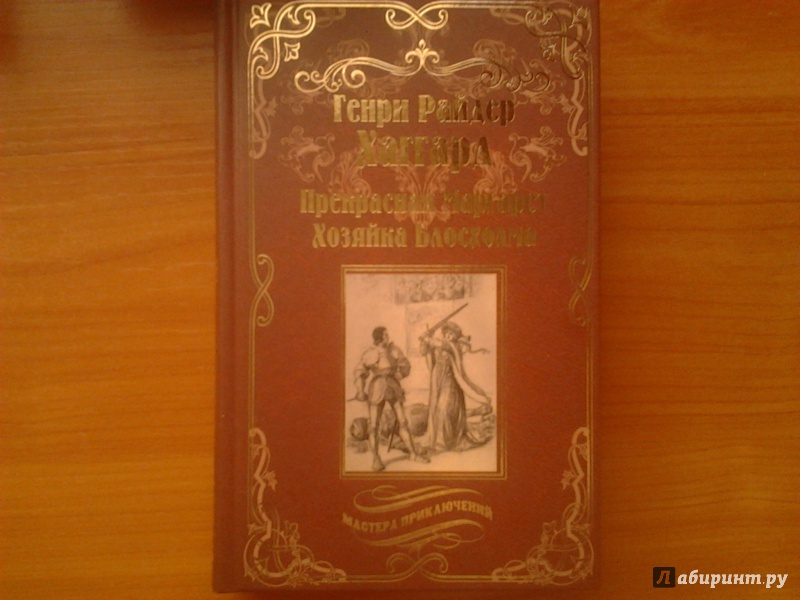 Генри Райдер
Хаггард
Прекрасная Маргарет
Хозяйка Блосхолма
МАСТЕРА ПРИКЛЮЧЕНИЙ
Лабиринт.ру